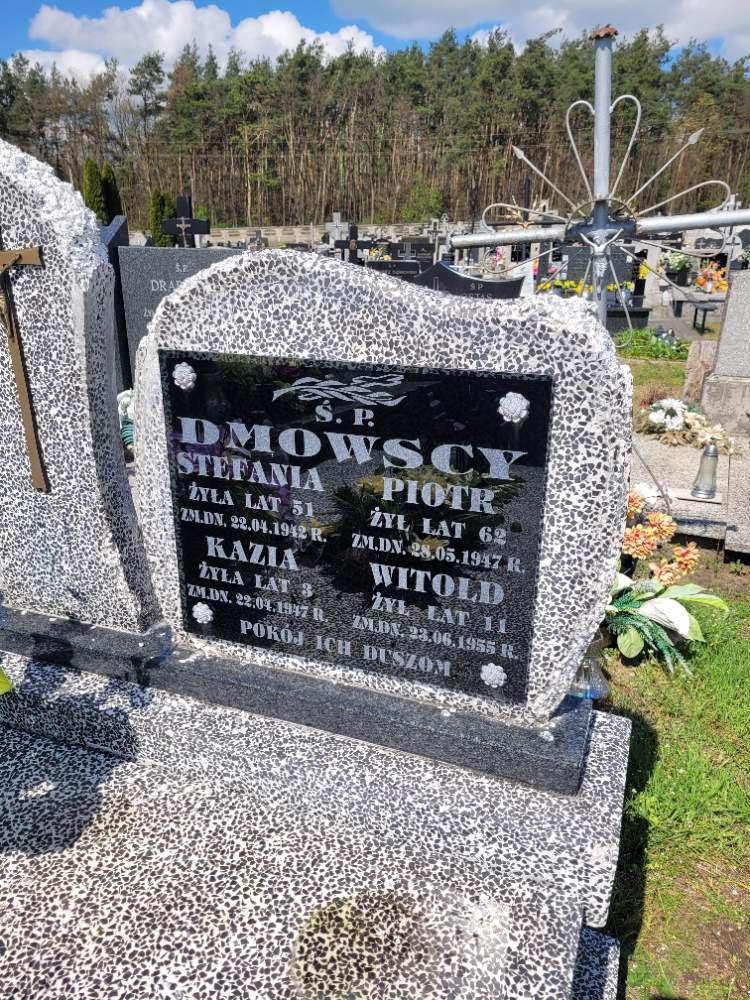 Ś. P.
DMOWSCY
STEFANIA
ŻYŁA LAT 51
ZM.DN. 22.04.1942 R.
KAZIA
ŻYŁA LAT 3
ZM.DN. 22.04.1947 R.
PIOTR
ŻYŁ LAT 62
ZM.DN. 28.05.1947 R.
WITOLD
ŻYŁ LAT 11
ZM.DN. 23.06.1955 R.
POKÓJ ICH DUSZOM
Ś.P.
Ś P